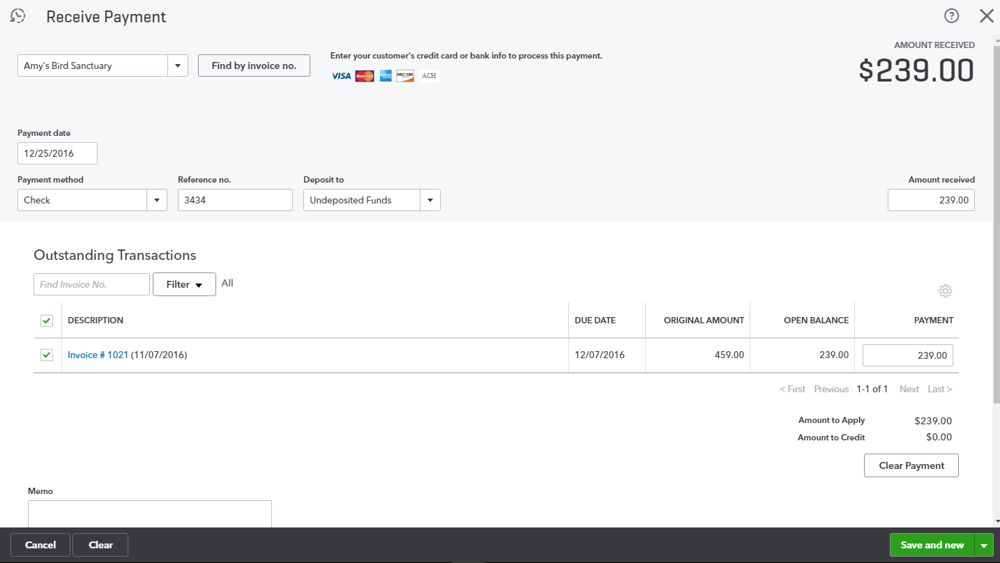 Receive Payment
AMOUNT RECEIVED
$239.00
Amy's Bird Sanctuary
Find by invoice no.
Enter your customer's credit card or bank info to process this payment.
VISA MasterCard DISCOVER ACH
Payment date
12/25/2016
Payment method Reference no. Deposit to Amount received
Check 3434 Undeposited Funds 239.00
Outstanding Transactions
Find Invoice No. Filter All
DESCRIPTION DUE DATE ORIGINAL AMOUNT OPEN BALANCE PAYMENT
Invoice # 1021 (11/07/2016) 12/07/2016 459.00 239.00 239.00
< First Previous 1-1 of 1 Next Last >
Amount to Apply $239.00
Amount to Credit $0.00
Clear Payment
Memo
Cancel Clear Save and new